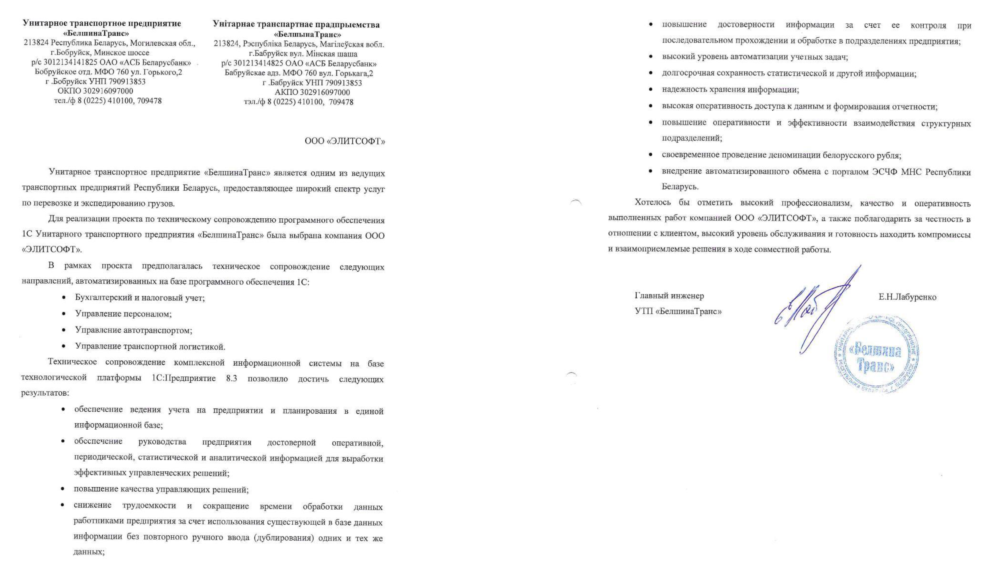 Унитарное транспортное предприятие
«БелшинаТранс»
213824 Республика Беларусь, Могилевская обл.,
г.Бобруйск, Минское шоссе
р/с 3012134141825 ОАО «АСБ Беларусбанк»
Бобруйское отд. МФО 760 ул. Горького,2
г .Бобруйск УНП 790913853
ОКПО 302916097000
тел./ф 8 (0225) 410100, 709478
Унітарнае транспартнае прадпрыемства
«БелшынаТранс»
213824, Рэспубліка Беларусь, Магілеўская вобл.
г.Бабруйск вул. Мінская шаша
р/с 301213414825 ОАО «АСБ Беларусбанк»
Бабруйскае адз. МФО 760 вул. Горькага,2
г .Бабруйск УНП 790913853
АКПО 302916097000
тэл./ф 8 (0225) 410100, 709478
ООО «ЭЛИТСОФТ»
Унитарное транспортное предприятие «БелшинаТранс» является одним из ведущих
транспортных предприятий Республики Беларусь, предоставляющее широкий спектр услуг
по перевозке и экспедированию грузов.
Для реализации проекта по техническому сопровождению программного обеспечения
1С Унитарного транспортного предприятия «БелшинаТранс» была выбрана компания ООО
«ЭЛИТСОФТ».
В рамках проекта предполагалась техническое сопровождение следующих
направлений, автоматизированных на базе программного обеспечения 1С:
• Бухгалтерский и налоговый учет;
• Управление персоналом;
• Управление автотранспортом;
• Управление транспортной логистикой.
Техническое сопровождение комплексной информационной системы на базе
технологической платформы 1С:Предприятие 8.3 позволило достичь следующих
результатов:
• обеспечение ведения учета на предприятии и планирования в единой
информационной базе;
• обеспечение руководства предприятия достоверной оперативной,
периодической, статистической и аналитической информацией для выработки
эффективных управленческих решений;
• повышение качества управляющих решений;
• снижение трудоемкости и сокращение времени обработки данных
работниками предприятия за счет использования существующей в базе данных
информации без повторного ручного ввода (дублирования) одних и тех же
данных;
• повышение достоверности информации за счет ее контроля при
последовательном прохождении и обработке в подразделениях предприятия;
• высокий уровень автоматизации учетных задач;
• долгосрочная сохранность статистической и другой информации;
• надежность хранения информации;
• высокая оперативность доступа к данным и формирования отчетности;
• повышение оперативности и эффективности взаимодействия структурных
подразделений;
• своевременное проведение деноминации белорусского рубля;
• внедрение автоматизированного обмена с порталом ЭСЧФ МНС Республики
Беларусь.
Хотелось бы отметить высокий профессионализм, качество и оперативность
выполненных работ компанией ООО «ЭЛИТСОФТ», а также поблагодарить за честность в
отношении с клиентом, высокий уровень обслуживания и готовность находить компромиссы
и взаимоприемлемые решения в ходе совместной работы.
Главный инженер
УТП «БелшинаТранс»
Е.Н.Лабуренко
«Белшина
Транс»
РЕСПУБЛИКА БЕЛАРУСЬ, Г. БОБРУЙСК